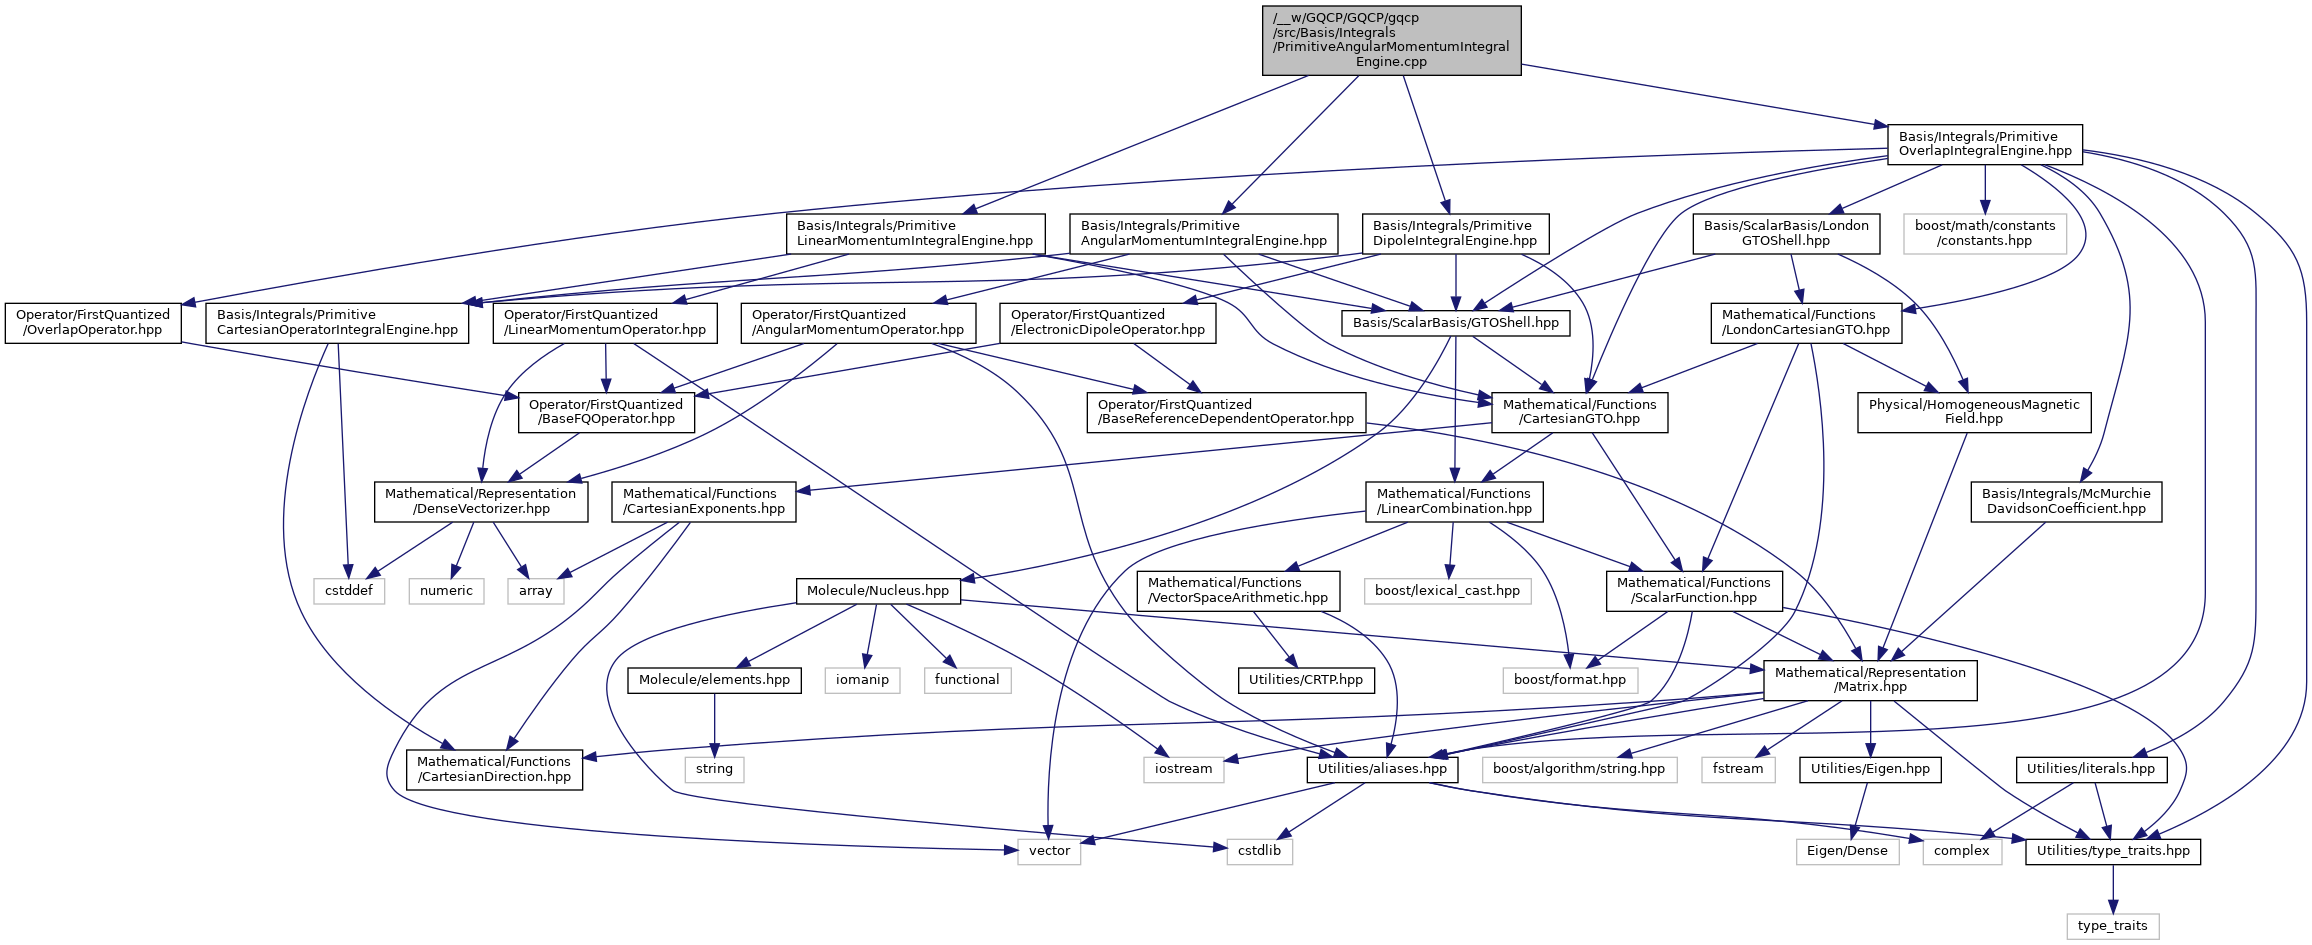 /__w/GQCP/GQCP/gqcp
/src/Basis/Integrals
/PrimitiveAngularMomentumIntegral
Engine.cpp
Basis/Integrals/Primitive
OverlapIntegralEngine.hpp
Basis/Integrals/Primitive
LinearMomentumIntegralEngine.hpp
Basis/Integrals/Primitive
AngularMomentumIntegralEngine.hpp
Basis/Integrals/Primitive
DipoleIntegralEngine.hpp
Basis/ScalarBasis/London
GTOShell.hpp
boost/math/constants
/constants.hpp
Operator/FirstQuantized
/OverlapOperator.hpp
Basis/Integrals/Primitive
CartesianOperatorIntegralEngine.hpp
Operator/FirstQuantized
/LinearMomentumOperator.hpp
Operator/FirstQuantized
/AngularMomentumOperator.hpp
Operator/FirstQuantized
/ElectronicDipoleOperator.hpp
Basis/ScalarBasis/GTOShell.hpp
Mathematical/Functions
/LondonCartesianGTO.hpp
Operator/FirstQuantized
/BaseFQOperator.hpp
Operator/FirstQuantized
/BaseReferenceDependentOperator.hpp
Mathematical/Functions
/CartesianGTO.hpp
Physical/HomogeneousMagnetic
Field.hpp
Mathematical/Representation
/DenseVectorizer.hpp
Mathematical/Functions
/CartesianExponents.hpp
Mathematical/Functions
/LinearCombination.hpp
Basis/Integrals/McMurchie
DavidsonCoefficient.hpp
cstddef
numeric
array
Molecule/Nucleus.hpp
Mathematical/Functions
/VectorSpaceArithmetic.hpp
boost/lexical_cast.hpp
Mathematical/Functions
/ScalarFunction.hpp
Molecule/elements.hpp
iomanip
functional
Utilities/CRTP.hpp
boost/format.hpp
Mathematical/Representation
/Matrix.hpp
Mathematical/Functions
/CartesianDirection.hpp
string
iostream
Utilities/aliases.hpp
boost/algorithm/string.hpp
fstream
Utilities/Eigen.hpp
Utilities/literals.hpp
vector
cstdlib
Eigen/Dense
complex
Utilities/type_traits.hpp
type_traits